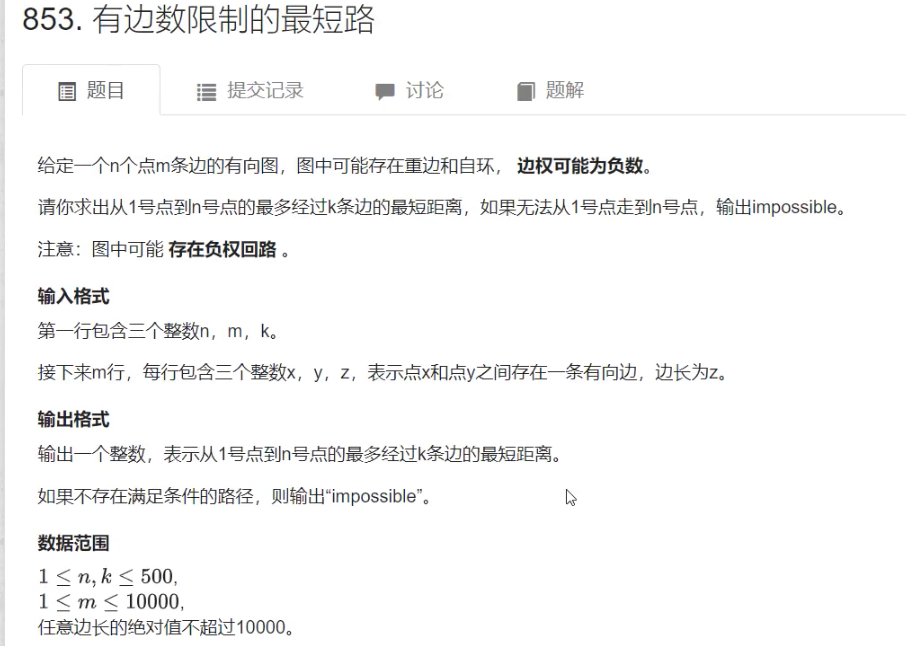 853. 有边数限制的最短路
题目 提交记录 讨论 题解
给定一个n个点m条边的有向图，图中可能存在重边和自环， 边权可能为负数。
请你求出从1号点到n号点的最多经过k条边的最短距离，如果无法从1号点走到n号点，输出impossible。
注意：图中可能 存在负权回路 。
输入格式
第一行包含三个整数n，m，k。
接下来m行，每行包含三个整数x，y，z，表示点x和点y之间存在一条有向边，边长为z。
输出格式
输出一个整数，表示从1号点到n号点的最多经过k条边的最短距离。
如果不存在满足条件的路径，则输出“impossible”。
数据范围
1 ≤ n, k ≤ 500,
1 ≤ m ≤ 10000,
任意边长的绝对值不超过10000。